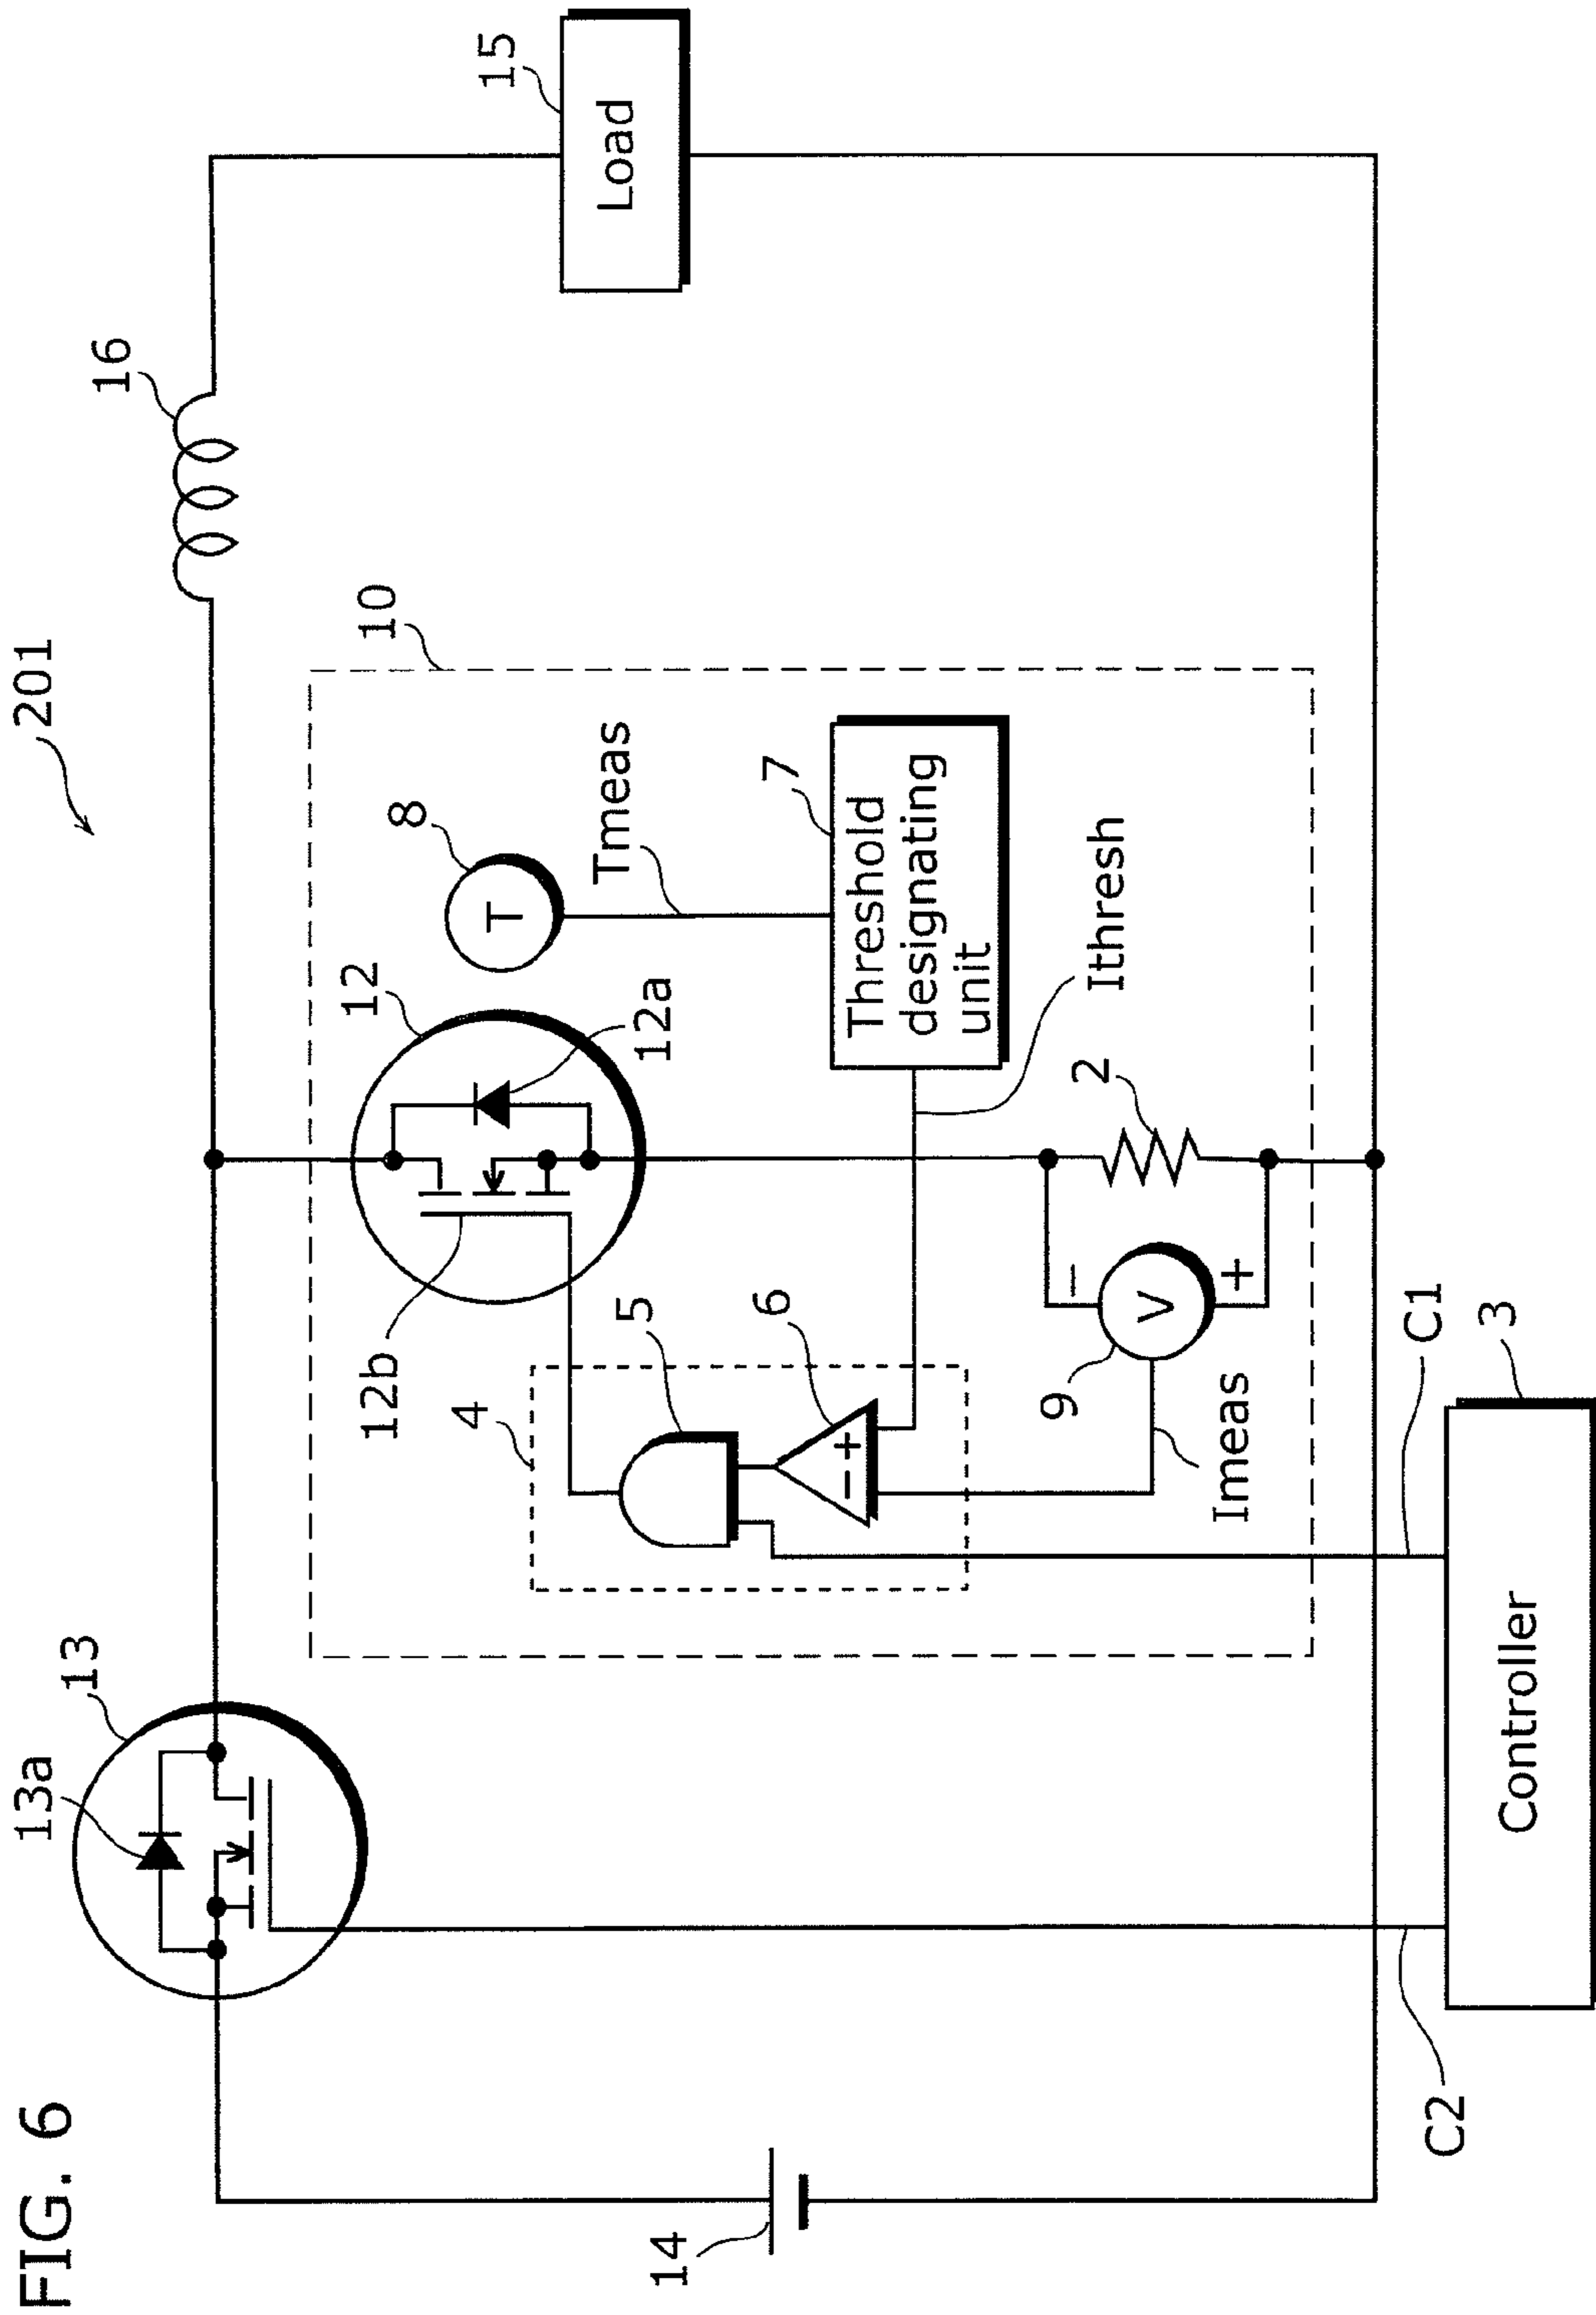 FIG. 6
201
13
13a
16
10
15
Load
12
8
T
12a
12b
Tmeas
4
5
6
− +
7
Threshold
designating
unit
14
9
V
−
+
2
Ithresh
Imeas
C1
C2
3
Controller